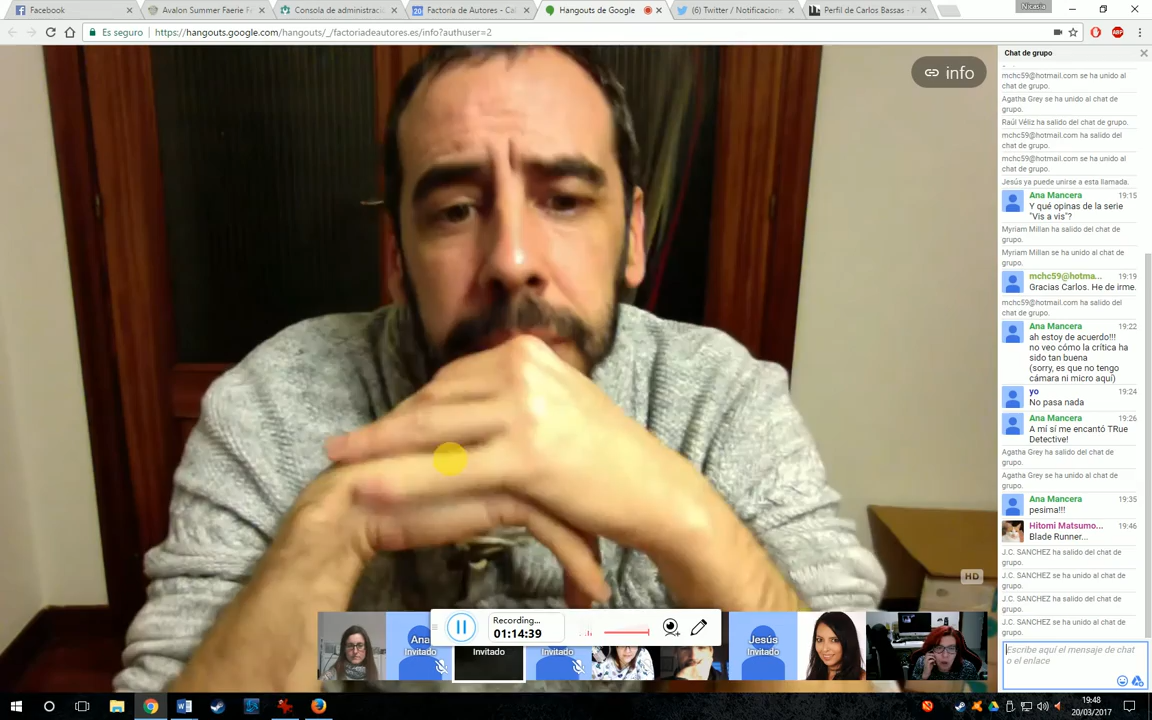 Nicasia
Facebook
Avalon Summer Faerie F
Consola de administraci
Factoría de Autores - Cal
Hangouts de Google
(6) Twitter / Notificacione
Perfil de Carlos Bassas - E
Es seguro
https://hangouts.google.com/hangouts/_/factoriadeautores.es/info?authuser=2
info
Chat de grupo
mchc59@hotmail.com se ha unido al
chat de grupo.
Agatha Grey se ha unido al chat de
grupo.
Raúl Véliz ha salido del chat de grupo.
mchc59@hotmail.com ha salido del
chat de grupo.
mchc59@hotmail.com se ha unido al
chat de grupo.
Jesús ya puede unirse a esta llamada.
Ana Mancera 19:15
Y qué opinas de la serie
"Vis a vis"?
Myriam Millan ha salido del chat de
grupo.
Myriam Millan se ha unido al chat de
grupo.
mchc59@hotma... 19:19
Gracias Carlos. He de irme.
mchc59@hotmail.com ha salido del
chat de grupo.
Ana Mancera 19:22
ah estoy de acuerdo!!!
no veo cómo la crítica ha
sido tan buena
(sorry, es que no tengo
cámara ni micro aquí)
yo 19:24
No pasa nada
Ana Mancera 19:26
A mí sí me encantó TRue
Detective!
Agatha Grey ha salido del chat de
grupo.
Agatha Grey se ha unido al chat de
grupo.
Ana Mancera 19:35
pesima!!!
Hitomi Matsumo... 19:46
Blade Runner...
J.C. SANCHEZ ha salido del chat de
grupo.
J.C. SANCHEZ se ha unido al chat de
grupo.
J.C. SANCHEZ ha salido del chat de
grupo.
J.C. SANCHEZ se ha unido al chat de
grupo.
Escribe aquí el mensaje de chat
o el enlace
HD
Recording...
01:14:39
Ana
Invitado
Invitado
Invitado
Jesús
Invitado
19:48
20/03/2017